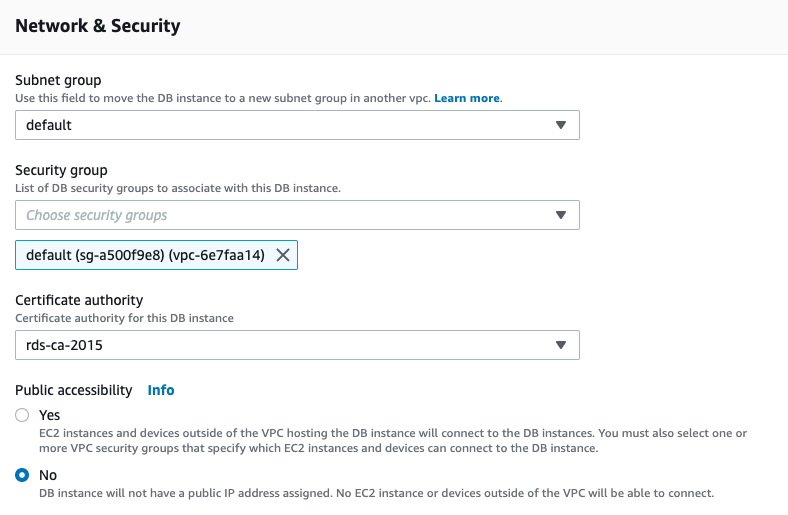 Network & Security
Subnet group
Use this field to move the DB instance to a new subnet group in another vpc. Learn more.
default
Security group
List of DB security groups to associate with this DB instance.
Choose security groups
default (sg-a500f9e8) (vpc-6e7faa14)
Certificate authority
Certificate authority for this DB instance
rds-ca-2015
Public accessibility Info
Yes
EC2 instances and devices outside of the VPC hosting the DB instance will connect to the DB instances. You must also select one or
more VPC security groups that specify which EC2 instances and devices can connect to the DB instance.
No
DB instance will not have a public IP address assigned. No EC2 instance or devices outside of the VPC will be able to connect.